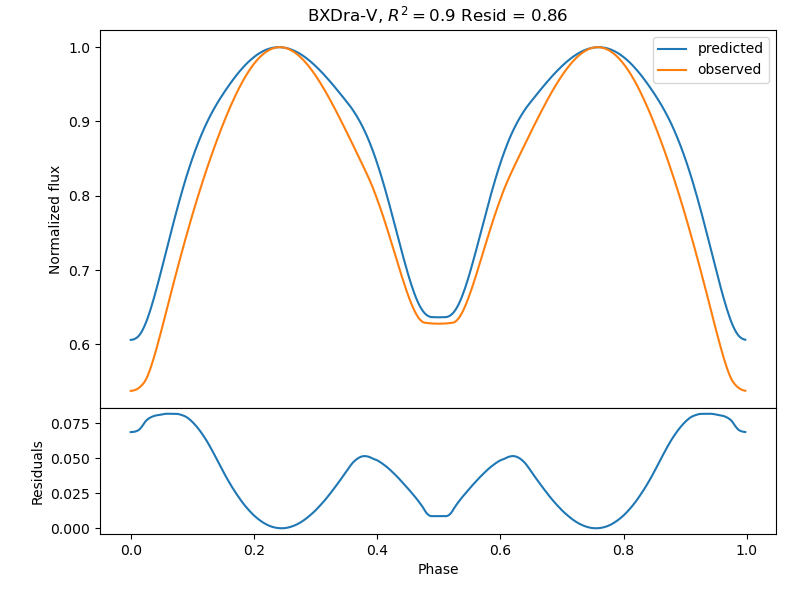 BXDra-V, R² = 0.9 Resid = 0.86
predicted
observed
Normalized flux
1.0
0.9
0.8
0.7
0.6
Residuals
0.075
0.050
0.025
0.000
0.0 0.2 0.4 0.6 0.8 1.0
Phase